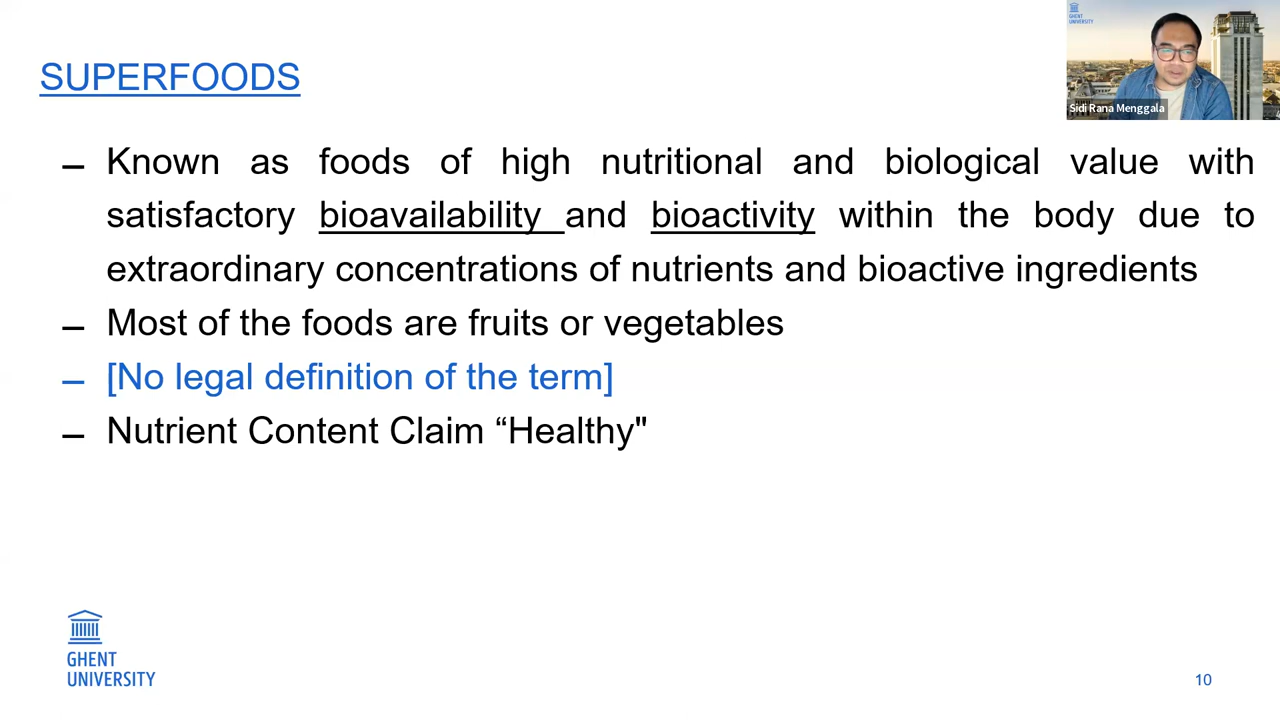 SUPERFOODS
GHENT
UNIVERSITY
Sidi Rana Menggala
– Known as foods of high nutritional and biological value with
satisfactory bioavailability and bioactivity within the body due to
extraordinary concentrations of nutrients and bioactive ingredients
– Most of the foods are fruits or vegetables
– [No legal definition of the term]
– Nutrient Content Claim “Healthy"
GHENT
UNIVERSITY
10